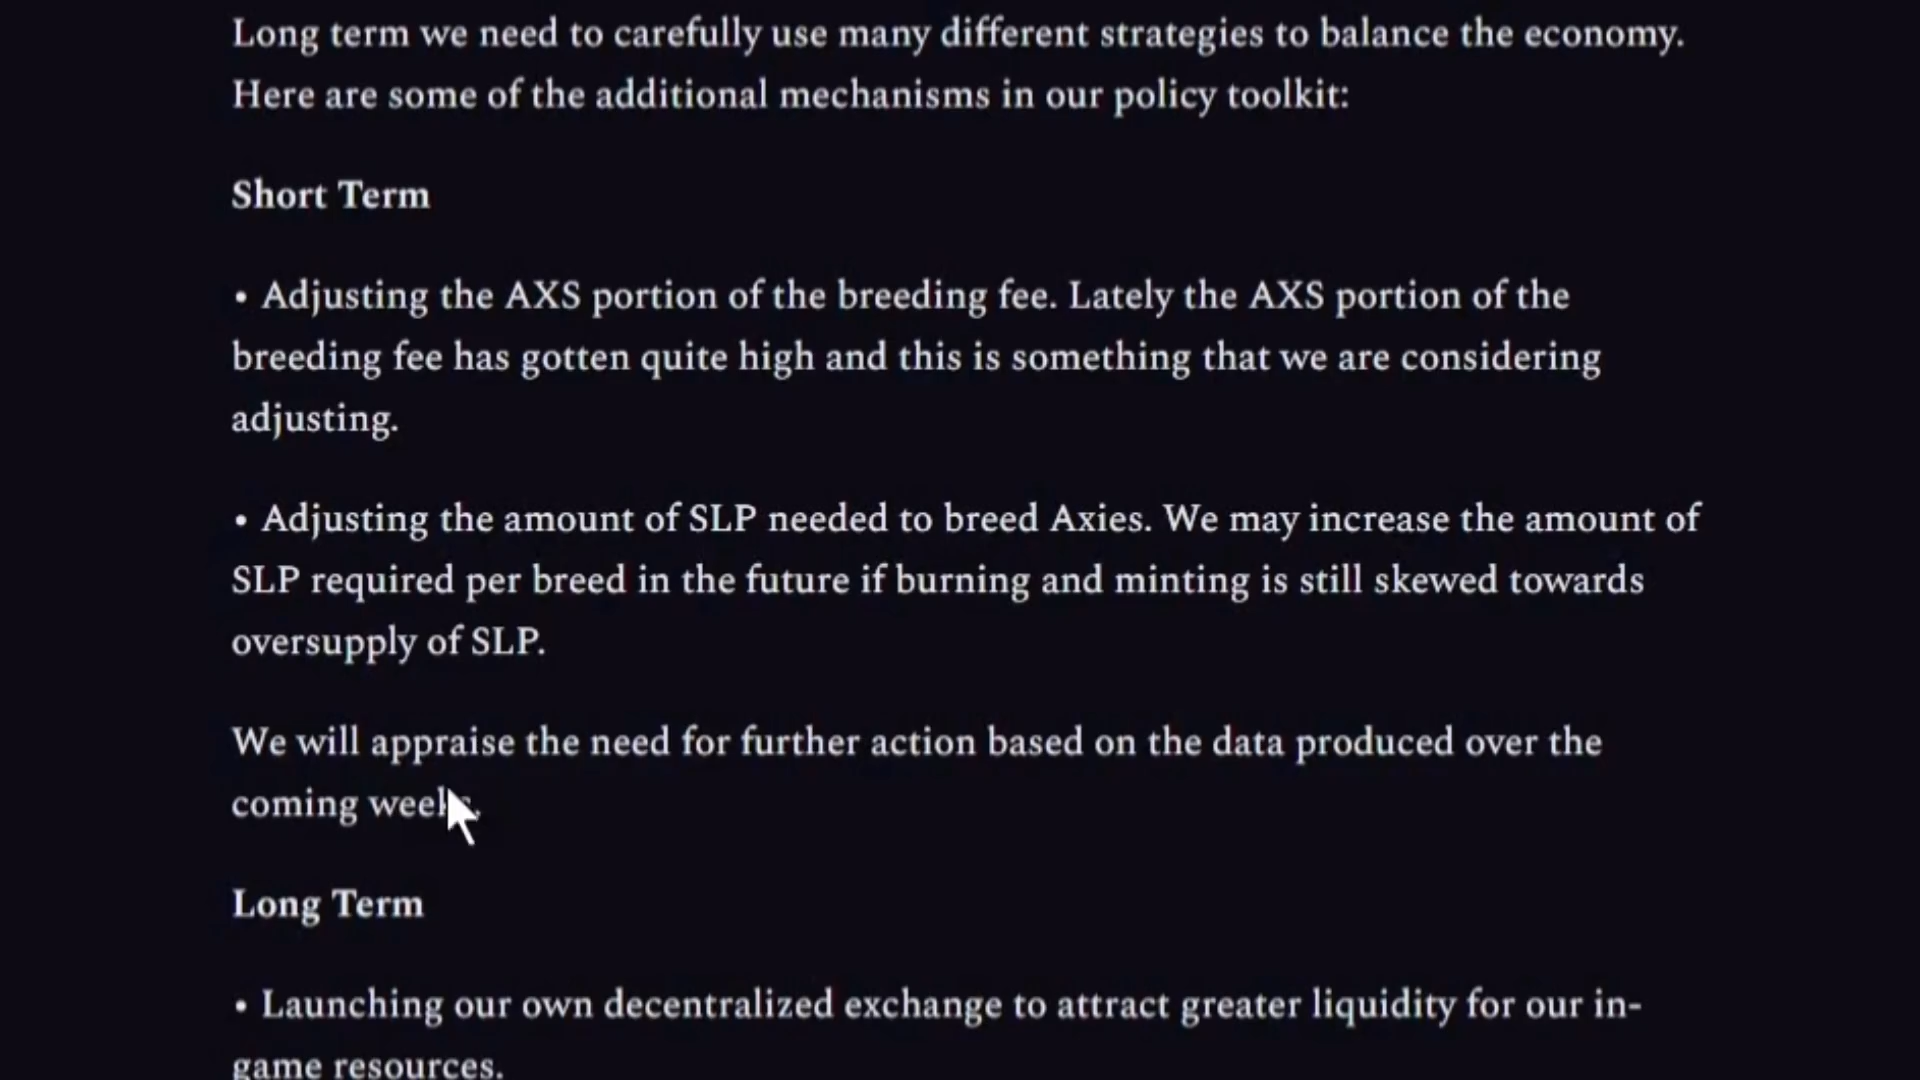 Long term we need to carefully use many different strategies to balance the economy.
Here are some of the additional mechanisms in our policy toolkit:
Short Term
• Adjusting the AXS portion of the breeding fee. Lately the AXS portion of the
breeding fee has gotten quite high and this is something that we are considering
adjusting.
• Adjusting the amount of SLP needed to breed Axies. We may increase the amount of
SLP required per breed in the future if burning and minting is still skewed towards
oversupply of SLP.
We will appraise the need for further action based on the data produced over the
coming weeks.
Long Term
• Launching our own decentralized exchange to attract greater liquidity for our in-
game resources.